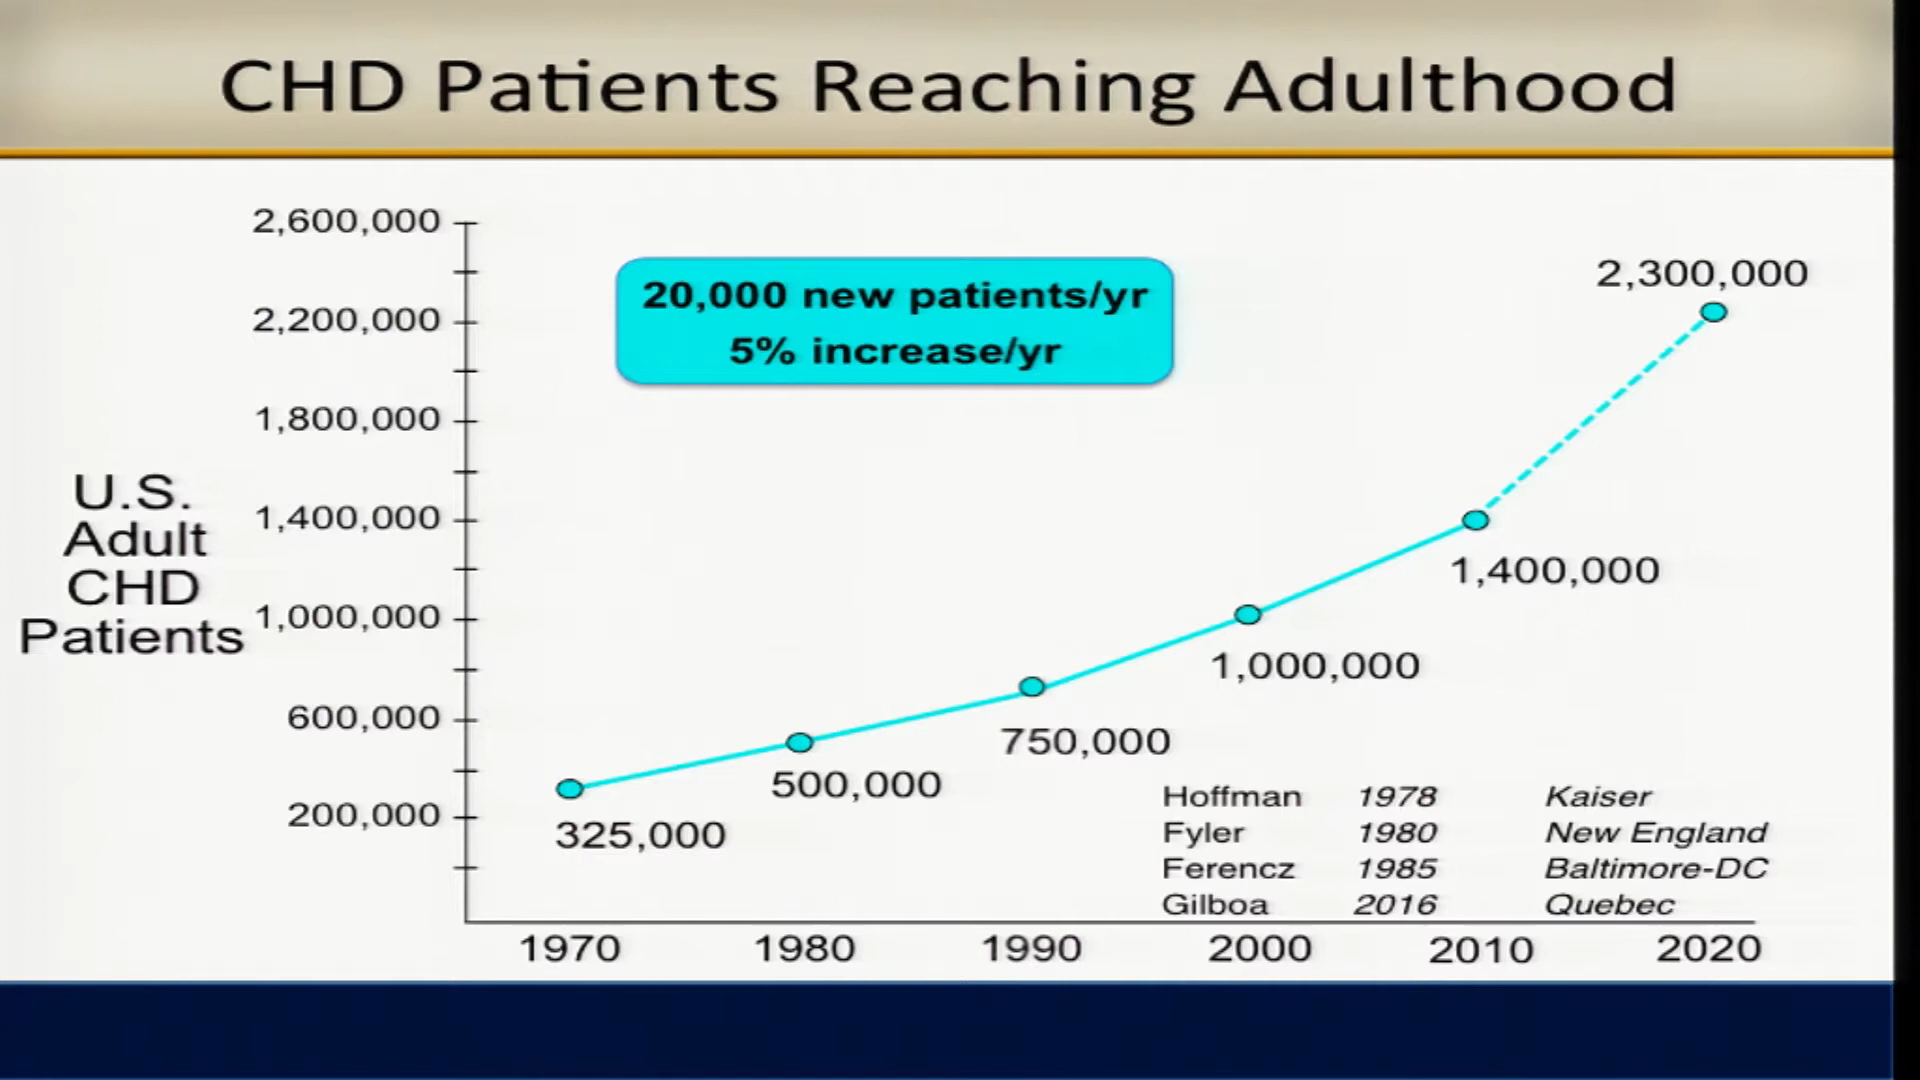 CHD Patients Reaching Adulthood
2,600,000
2,200,000
1,800,000
1,400,000
1,000,000
600,000
200,000
U.S.
Adult
CHD
Patients
20,000 new patients/yr
5% increase/yr
325,000
500,000
750,000
1,000,000
1,400,000
2,300,000
Hoffman 1978 Kaiser
Fyler 1980 New England
Ferencz 1985 Baltimore-DC
Gilboa 2016 Quebec
1970 1980 1990 2000 2010 2020